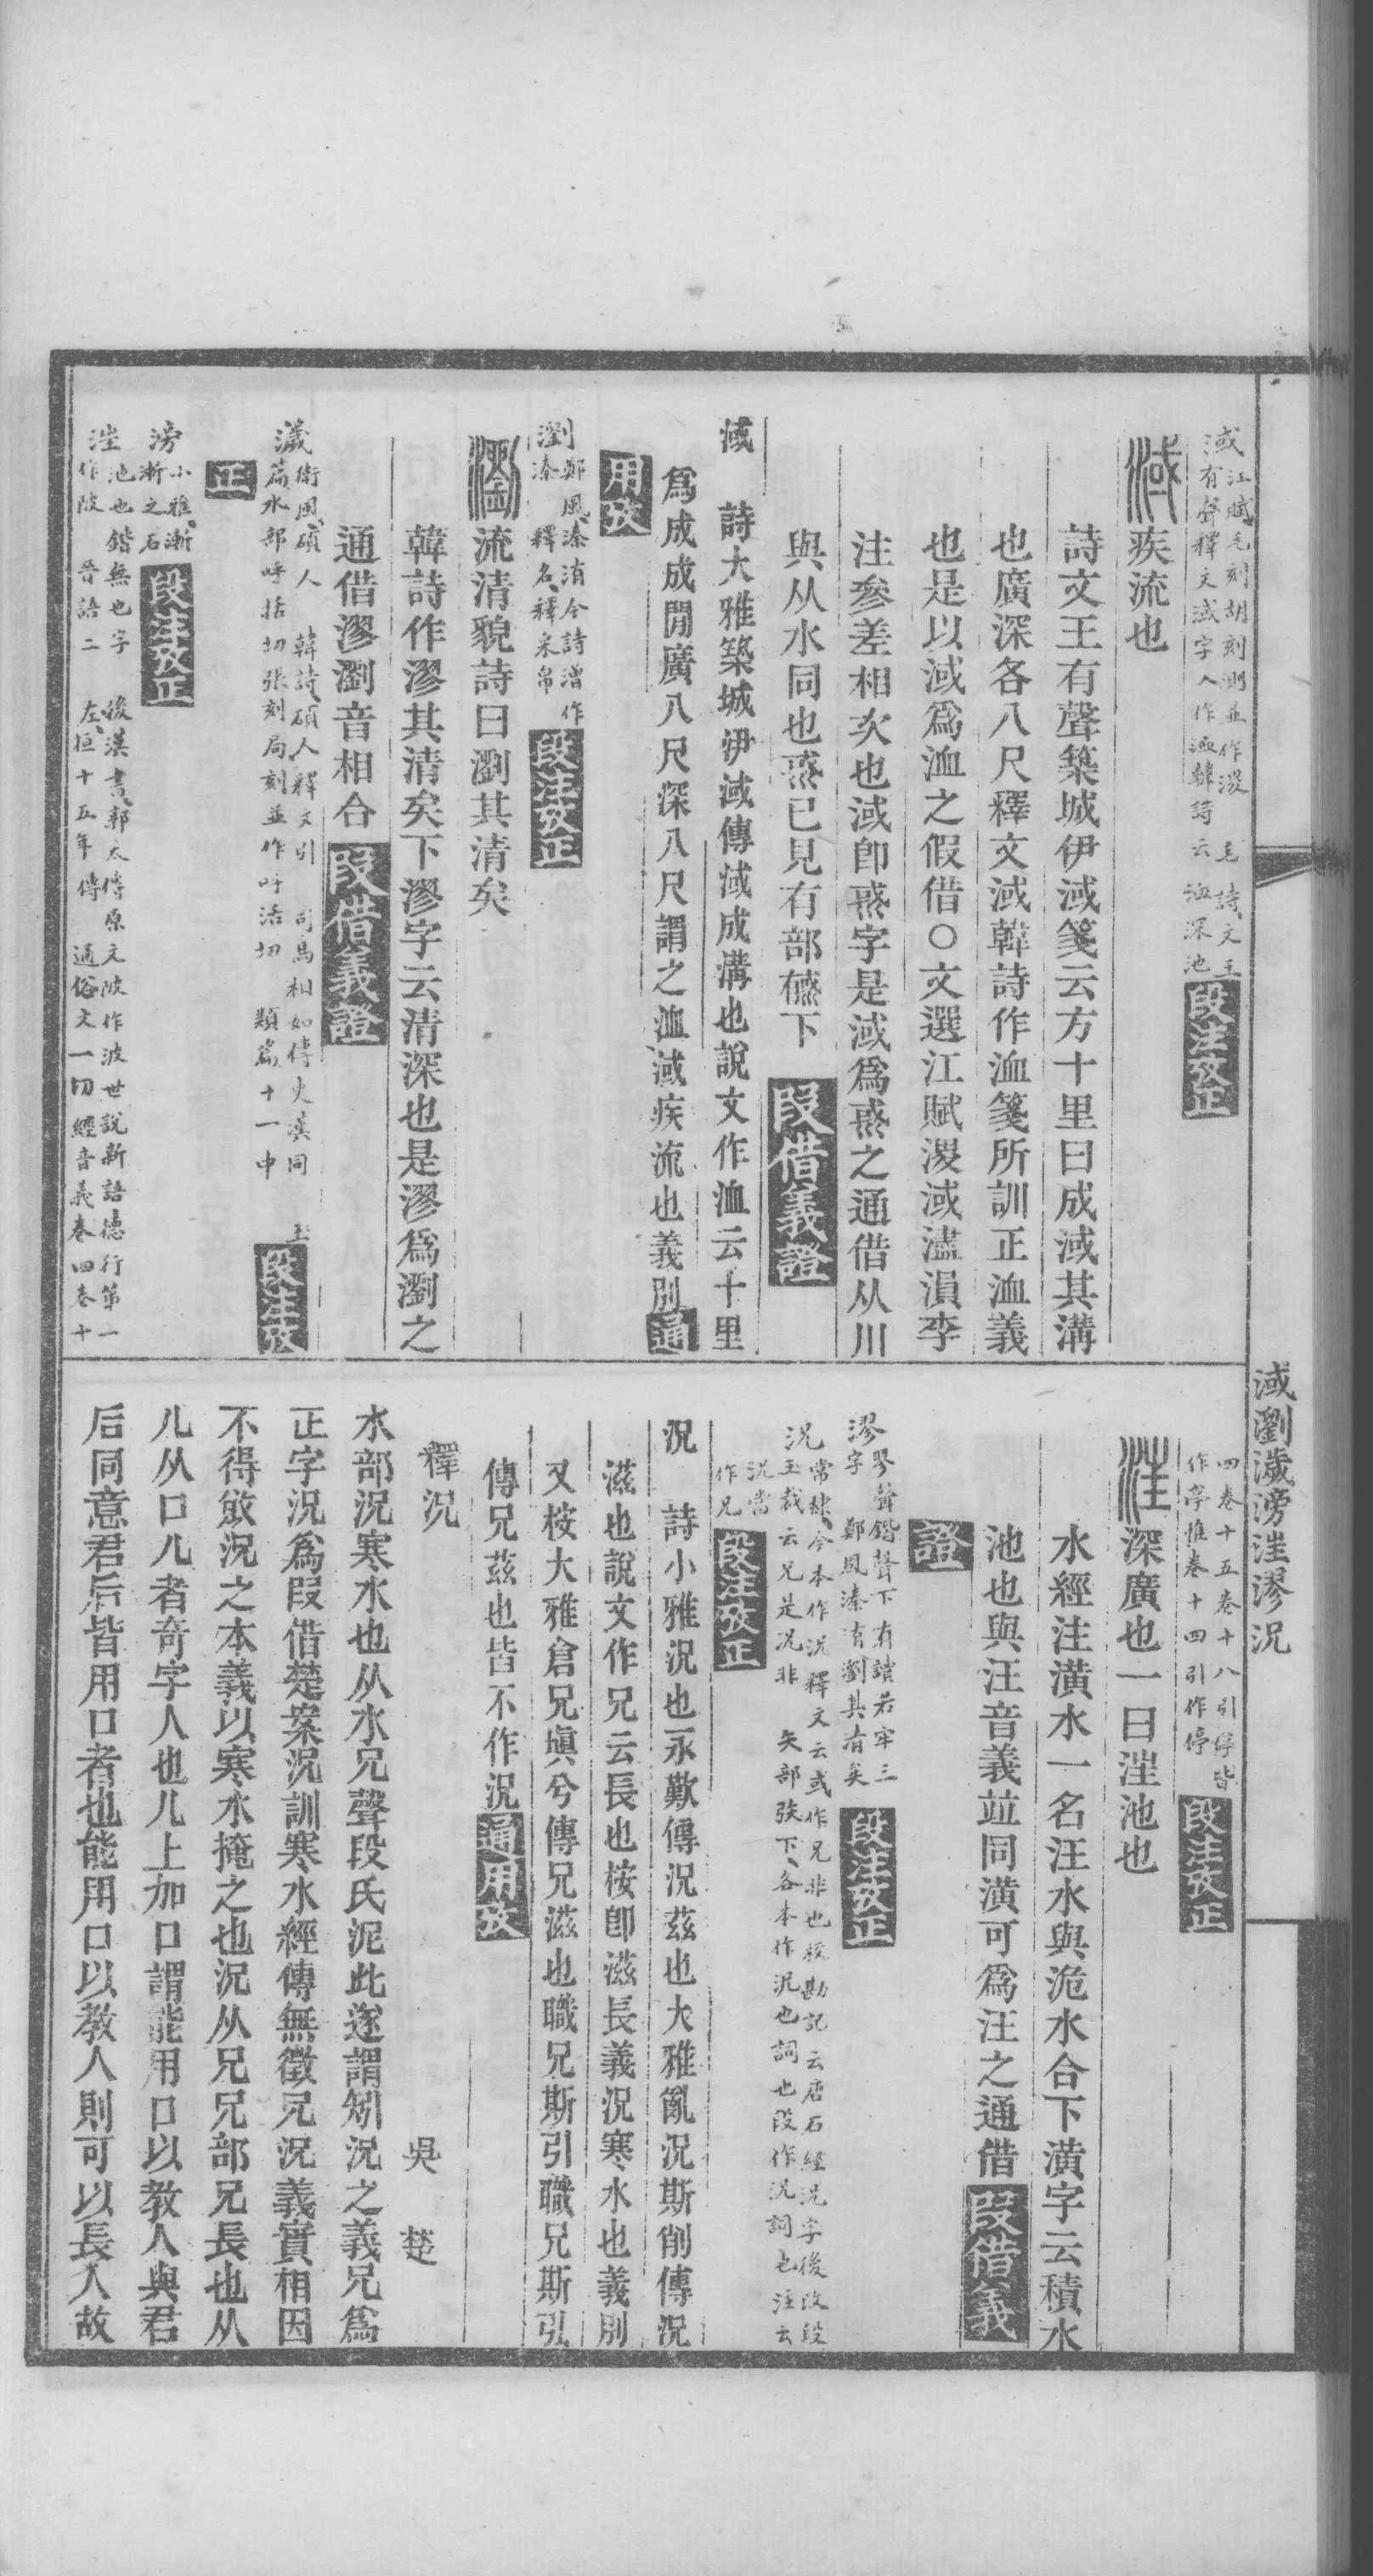 淢江賦毛刻胡刻測並作㴔　毛詩文王
有聲釋文淢字人作洫韓詩云洫深池
段注攷正
淢疾流也
詩文王有聲築城伊淢箋云方十里曰成淢其溝
也廣深各八尺釋文淢韓詩作洫箋所訓正洫義
也是以淢爲洫之假借○文選江賦㴔淢濜溳李
注參差相次也淢卽惐字是淢爲惐之通借从川
與从水同也惐已見有部下
段借義證
淢　詩大雅築城伊淢傳淢成溝也說文作洫云十里
爲成成閒廣八尺深八尺謂之洫淢疾流也義別通
用攷
瀏鄭風溱洧今詩溍作
溱　釋名釋采帛
段注攷正
瀏流清貌詩曰瀏其清矣
韓詩作漻其清矣下漻字云清深也是漻爲瀏之
通借漻瀏音相合
段借義證
濊衛風碩人　韓詩碩人釋文引　司馬相如傳史漢同　玉
篇水部呼括切張刻局刻並作呼活切　類篇十一中
段注攷
正
滂小雅漸
漸之石
段注攷正
汪池也鍇無也字　後漢書郭太傳原文陂作波世說新語德行第一
作陂　晉語二　左桓十五年傳　通俗文一切經音義卷四卷十
四卷十五卷十八引停皆
作亭惟卷十四引作停
段注攷正
汪深廣也一曰汪池也
水經注潢水一名汪水與㳈水合下潢字云積水
池也與汪音義竝同潢可爲汪之通借
段借義
證
漻翏聲鍇聲下有讀若牢三
字　鄭風溱洧瀏其清矣
段注攷正
況常棣今本作況釋文云或作兄非也校勘記云唐石經況字後改段
玉裁云兄是況非　矢部矤下各本作況也詞也段作況詞也注云
況當
作兄
段注攷正
況　詩小雅況也永歎傳況茲也大雅亂況斯削傳況
滋也說文作兄云長也桉卽滋長義況寒水也義別
又桉大雅倉兄塡兮傳兄滋也職兄斯引職兄斯弘
傳兄茲也皆不作況通用攷
釋況
吳　楚
水部況寒水也从水兄聲段氏泥此遂謂矧況之義兄爲
正字況爲叚借楚案況訓寒水經傳無徵兄況義實相因
不得斂況之本義以寒水掩之也況从兄兄部兄長也从
儿从口儿者奇字人也儿上加口謂能用口以教人與君
后同意君后皆用口者也能用口以教人則可以長人故
淢瀏濊滂汪漻況